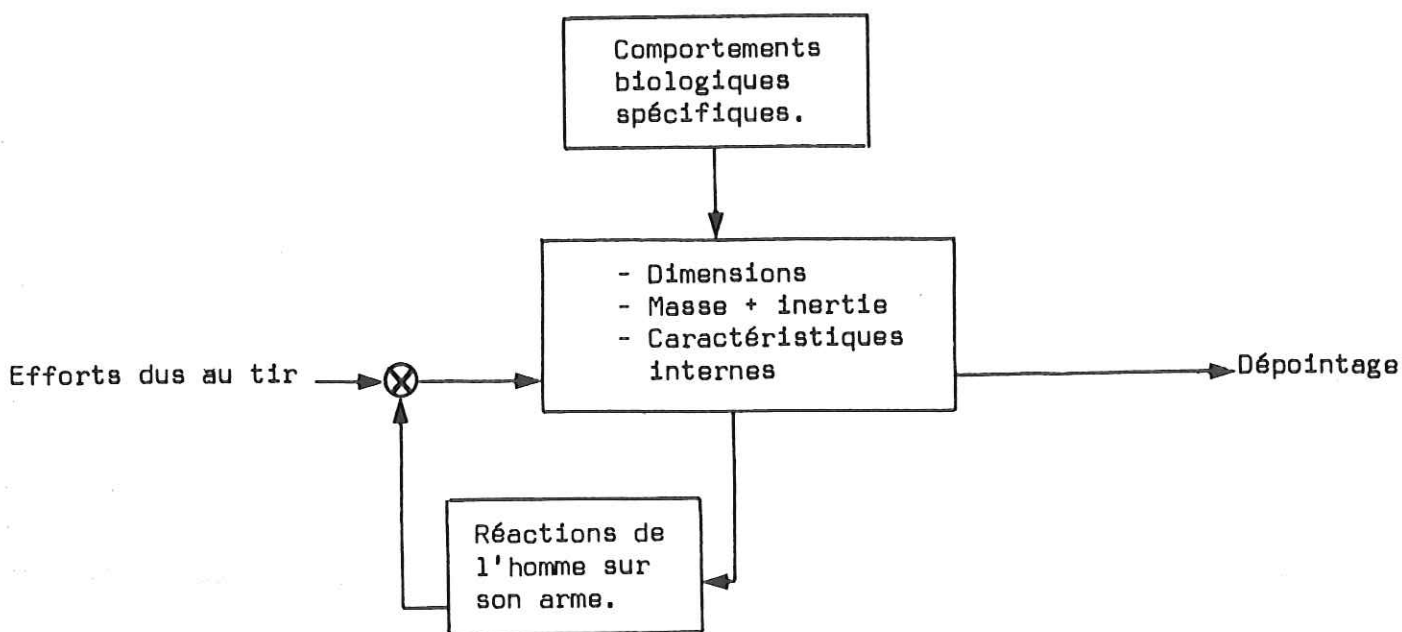 Comportements
biologiques
spécifiques.
- Dimensions
- Masse + inertie
- Caractéristiques
internes
Efforts dus au tir
Dépointage
Réactions de
l'homme sur
son arme.